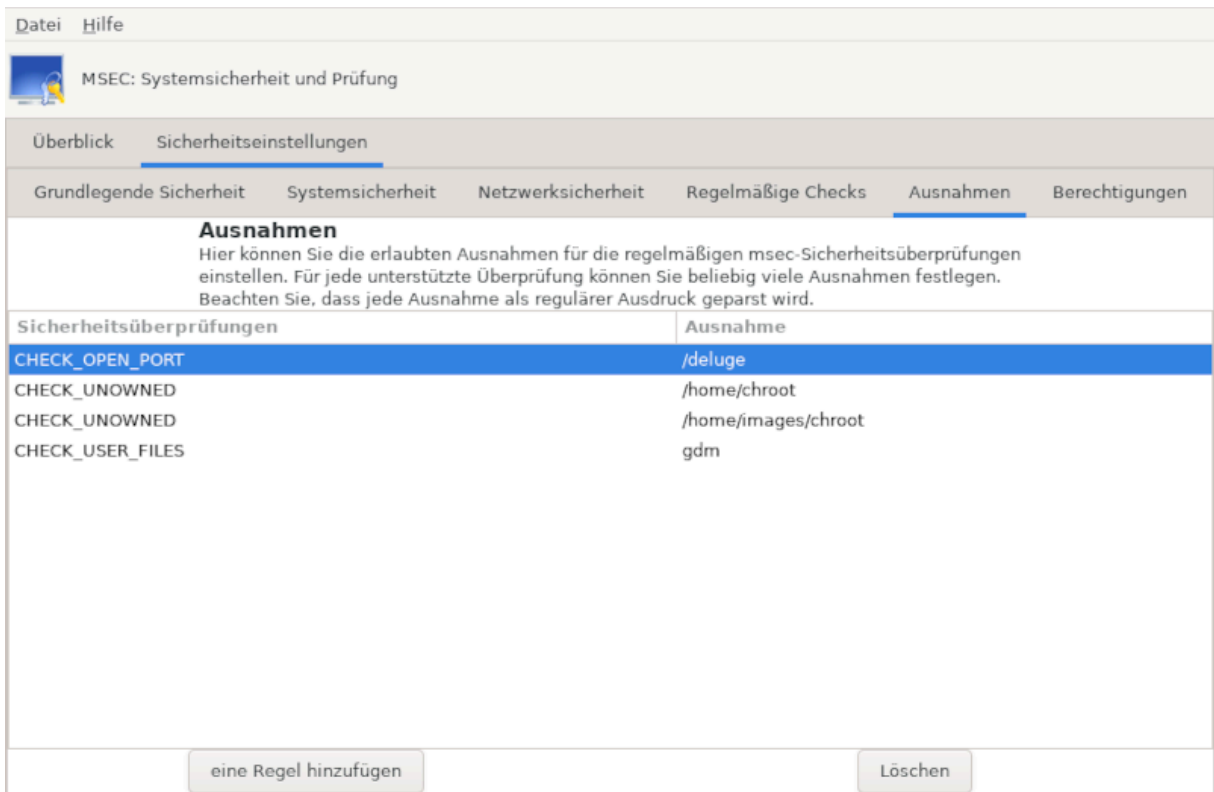 Datei Hilfe
MSEC: Systemsicherheit und Prüfung
Überblick Sicherheitseinstellungen
Grundlegende Sicherheit Systemsicherheit Netzwerksicherheit Regelmäßige Checks Ausnahmen Berechtigungen
Ausnahmen
Hier können Sie die erlaubten Ausnahmen für die regelmäßigen msec-Sicherheitsüberprüfungen
einstellen. Für jede unterstützte Überprüfung können Sie beliebig viele Ausnahmen festlegen.
Beachten Sie, dass jede Ausnahme als regulärer Ausdruck geparst wird.
Sicherheitsüberprüfungen Ausnahme
CHECK_OPEN_PORT /deluge
CHECK_UNOWNED /home/chroot
CHECK_UNOWNED /home/images/chroot
CHECK_USER_FILES gdm
eine Regel hinzufügen Löschen